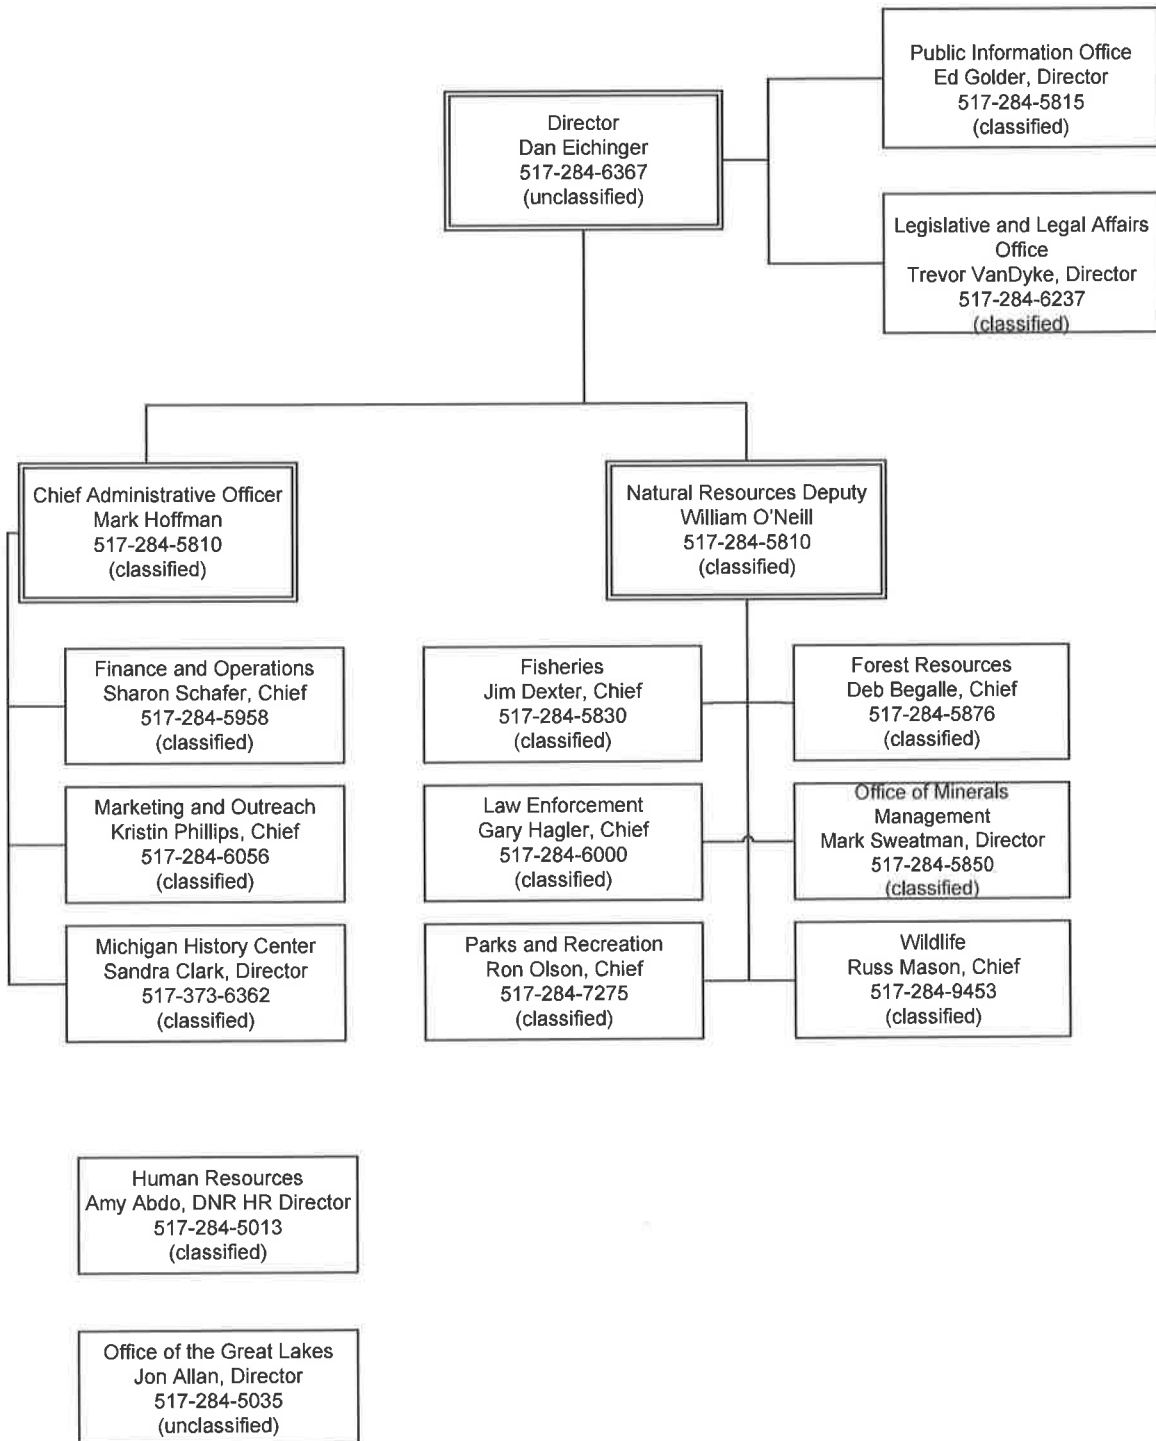 Public Information Office
Ed Golder, Director
517-284-5815
(classified)
Director
Dan Eichinger
517-284-6367
(unclassified)
Legislative and Legal Affairs
Office
Trevor VanDyke, Director
517-284-6237
(classified)
Chief Administrative Officer
Mark Hoffman
517-284-5810
(classified)
Natural Resources Deputy
William O'Neill
517-284-5810
(classified)
Finance and Operations
Sharon Schafer, Chief
517-284-5958
(classified)
Fisheries
Jim Dexter, Chief
517-284-5830
(classified)
Forest Resources
Deb Begalle, Chief
517-284-5876
(classified)
Marketing and Outreach
Kristin Phillips, Chief
517-284-6056
(classified)
Law Enforcement
Gary Hagler, Chief
517-284-6000
(classified)
Office of Minerals
Management
Mark Sweatman, Director
517-284-5850
(classified)
Michigan History Center
Sandra Clark, Director
517-373-6362
(classified)
Parks and Recreation
Ron Olson, Chief
517-284-7275
(classified)
Wildlife
Russ Mason, Chief
517-284-9453
(classified)
Human Resources
Amy Abdo, DNR HR Director
517-284-5013
(classified)
Office of the Great Lakes
Jon Allan, Director
517-284-5035
(unclassified)